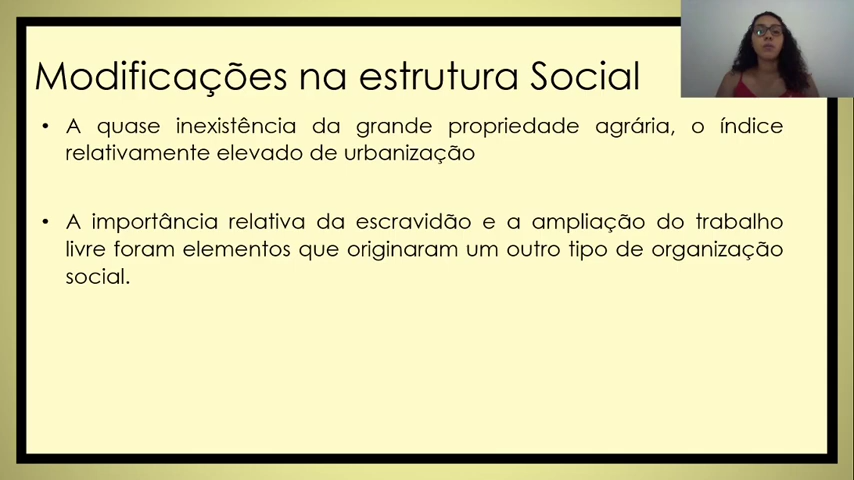 Modificações na estrutura Social
• A quase inexistência da grande propriedade agrária, o índice
relativamente elevado de urbanização
• A importância relativa da escravidão e a ampliação do trabalho
livre foram elementos que originaram um outro tipo de organização
social.